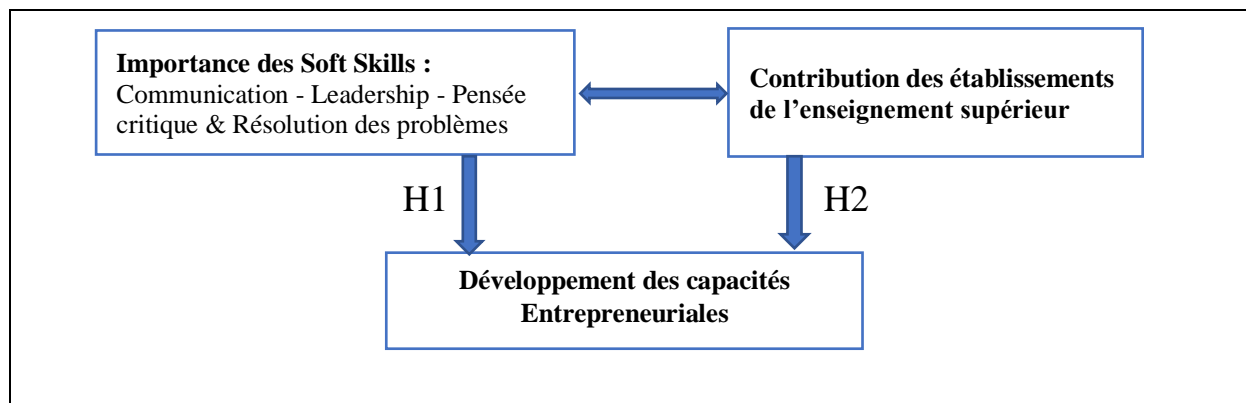 Importance des Soft Skills :
Communication - Leadership - Pensée
critique & Résolution des problèmes
Contribution des établissements
de l’enseignement supérieur
H1
H2
Développement des capacités
Entrepreneuriales